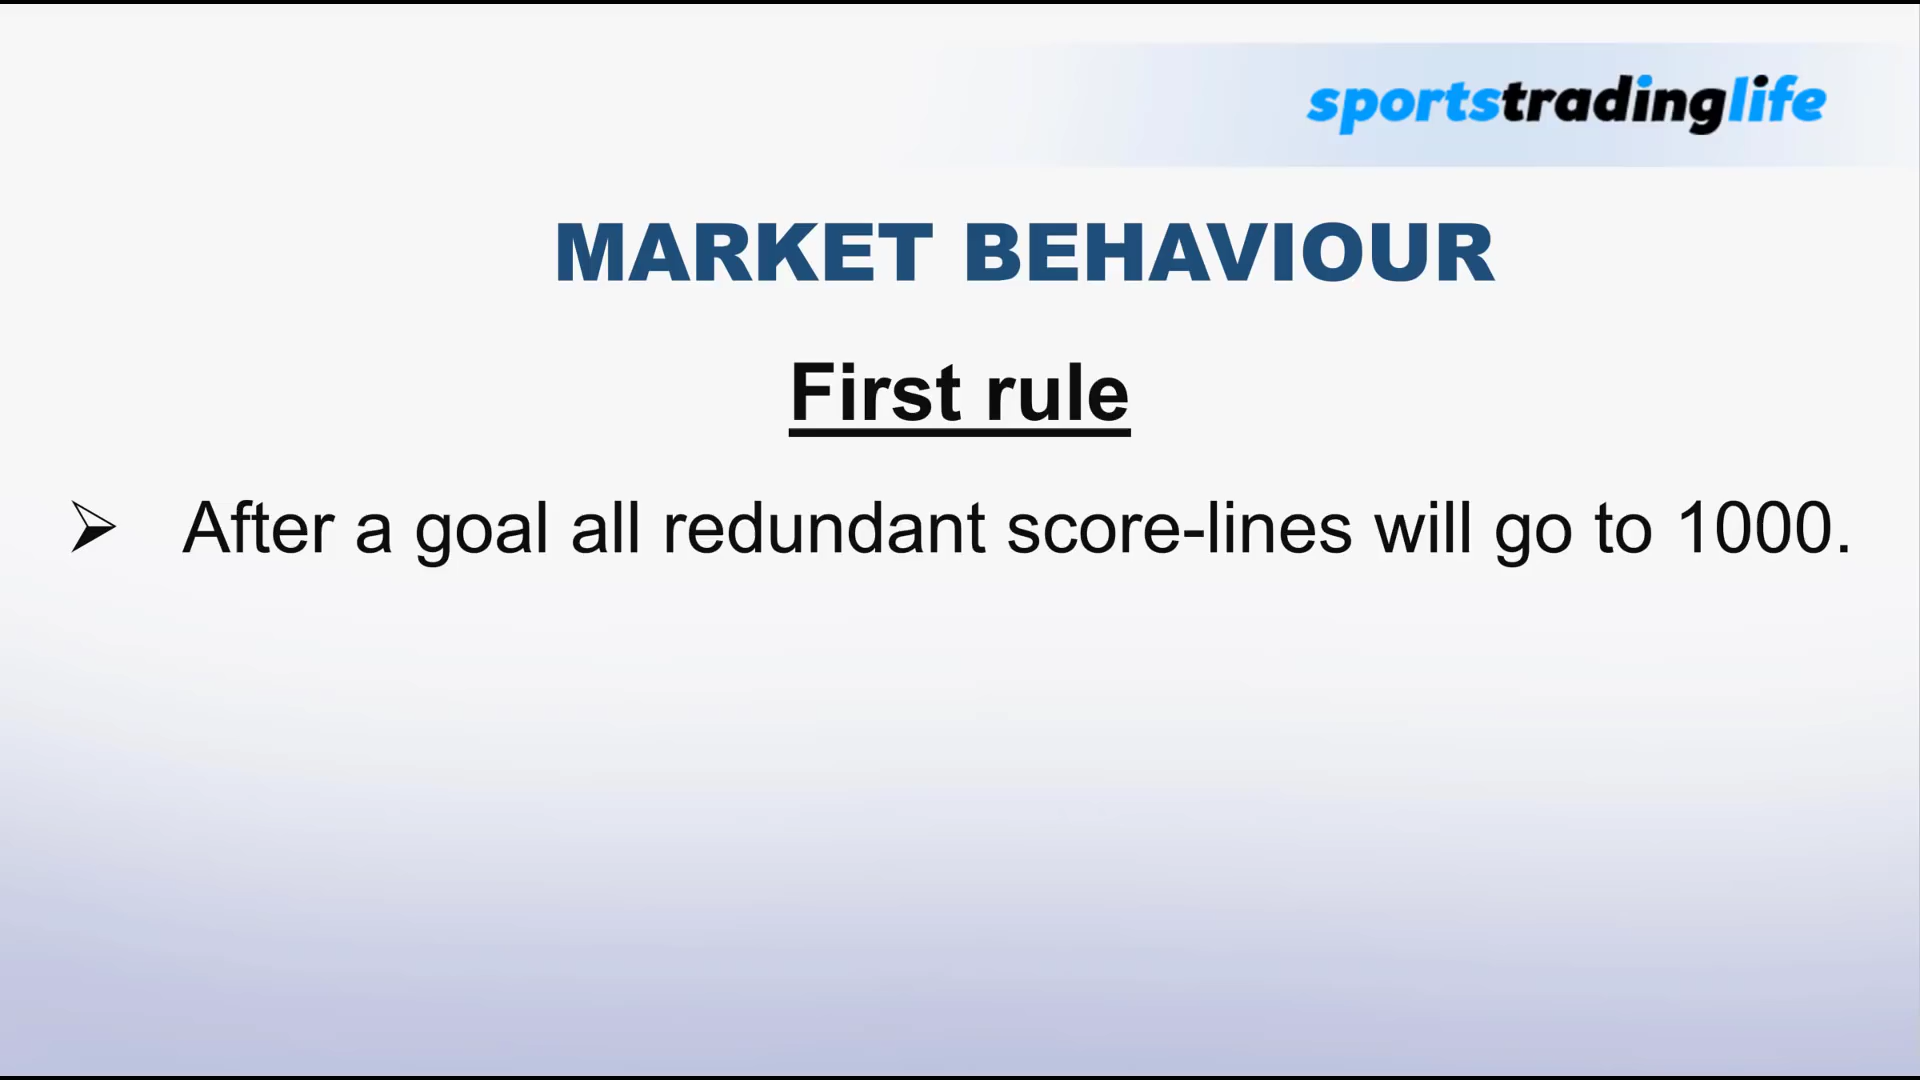 sportstradinglife
MARKET BEHAVIOUR
First rule
➢ After a goal all redundant score-lines will go to 1000.